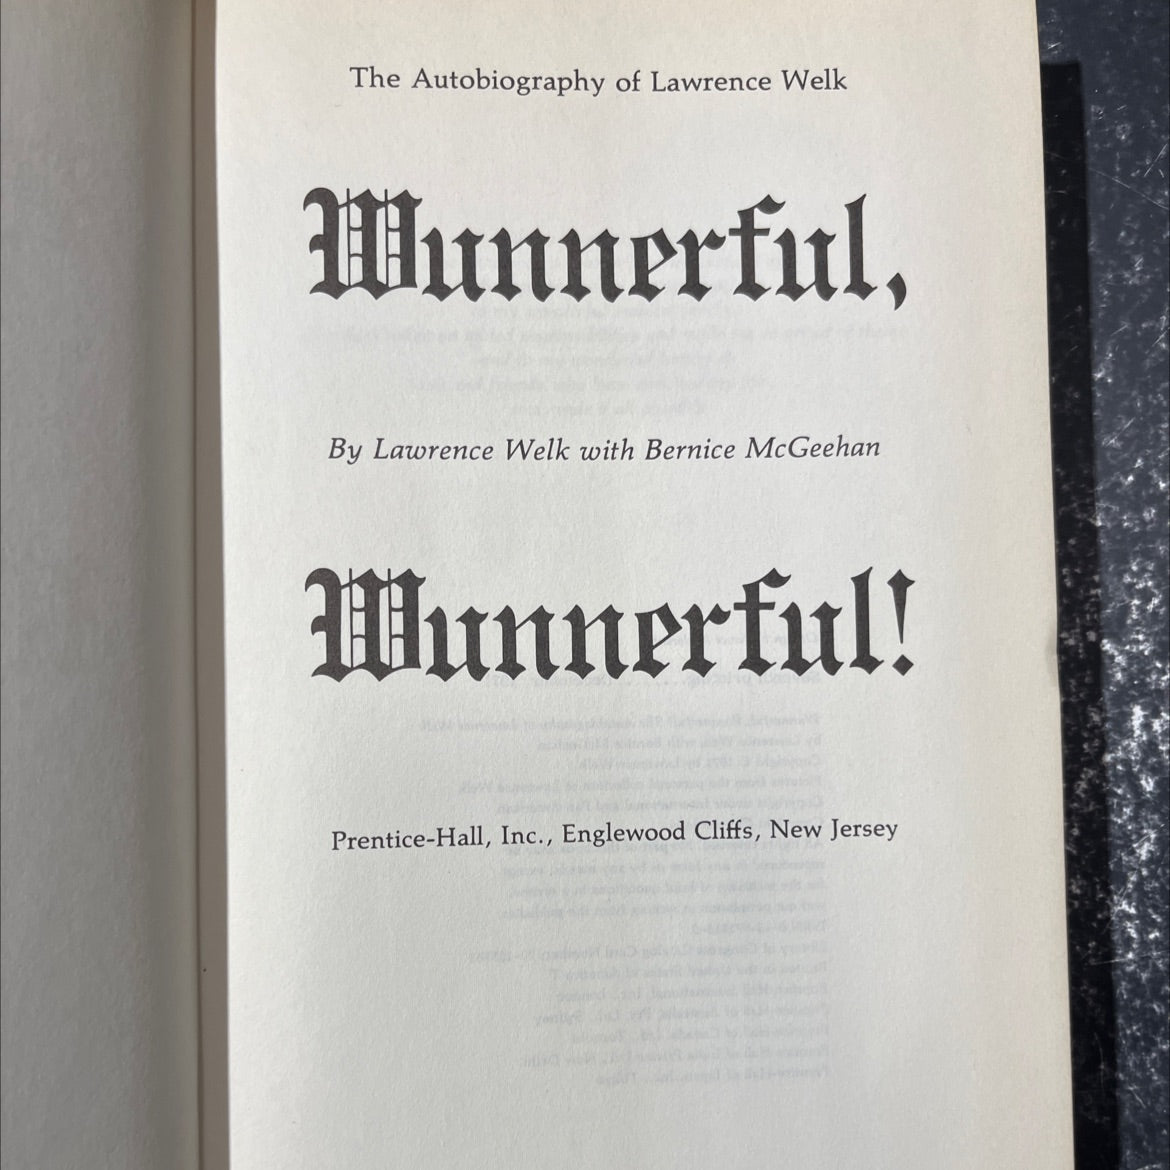 The Autobiography of Lawrence Welk
Wunnerful,
By Lawrence Welk with Bernice McGeehan
Wunnerful!
Prentice-Hall, Inc., Englewood Cliffs, New Jersey